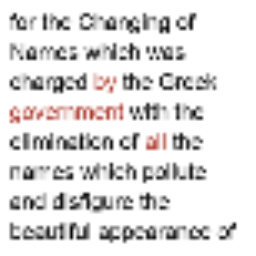 for the Changing of
Names which was
charged by the Greek
government with the
elimination of all the
names which pollute
and disfigure the
beautiful appearance of